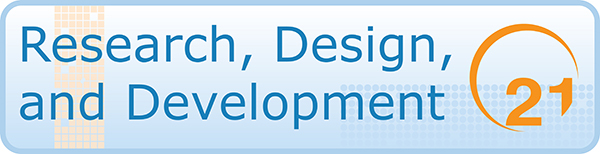 Research, Design,
and Development
21